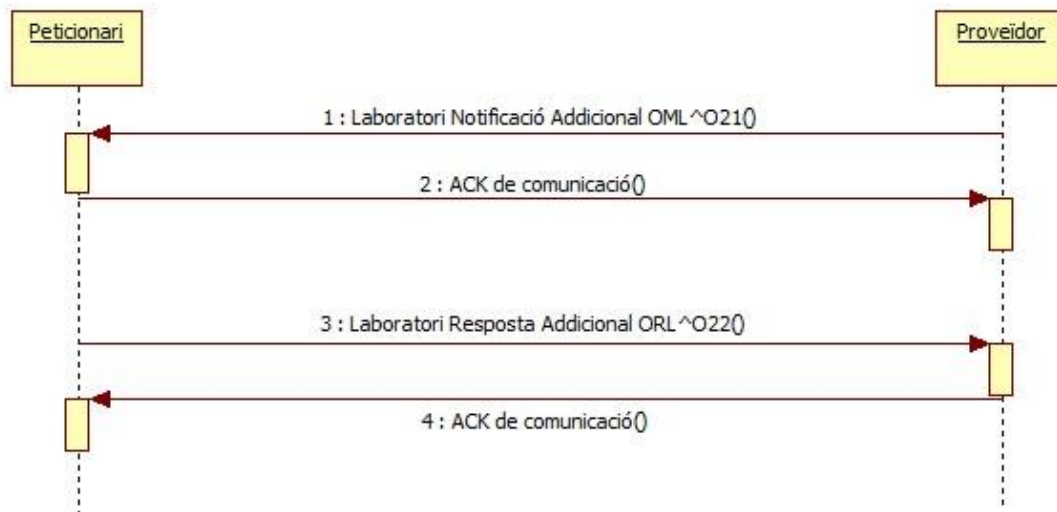 Peticionari
Proveïdor
1 : Laboratori Notificació Addicional OML^O21()
2 : ACK de comunicació()
3 : Laboratori Resposta Addicional ORL^O22()
4 : ACK de comunicació()